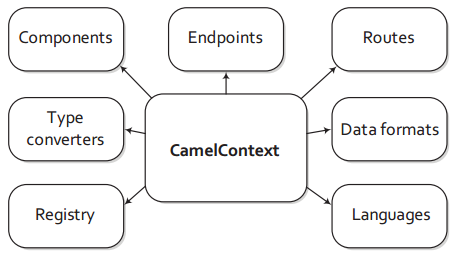 Components
Endpoints
Routes
Type
converters
CamelContext
Data formats
Registry
Languages